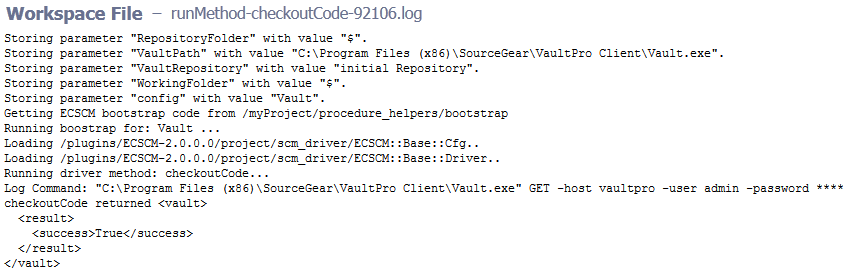 Workspace File – runMethod-checkoutCode-92106.log
Storing parameter "RepositoryFolder" with value "$".
Storing parameter "VaultPath" with value "C:\Program Files (x86)\SourceGear\VaultPro Client\Vault.exe".
Storing parameter "VaultRepository" with value "initial Repository".
Storing parameter "WorkingFolder" with value "$".
Storing parameter "config" with value "Vault".
Getting ECSCM bootstrap code from /myProject/procedure_helpers/bootstrap
Running boostrap for: Vault ...
Loading /plugins/ECSCM-2.0.0.0/project/scm_driver/ECSCM::Base::Cfg..
Loading /plugins/ECSCM-2.0.0.0/project/scm_driver/ECSCM::Base::Driver..
Running driver method: checkoutCode...
Log Command: "C:\Program Files (x86)\SourceGear\VaultPro Client\Vault.exe" GET -host vaultpro -user admin -password ****
checkoutCode returned <vault>
  <result>
    <success>True</success>
  </result>
</vault>